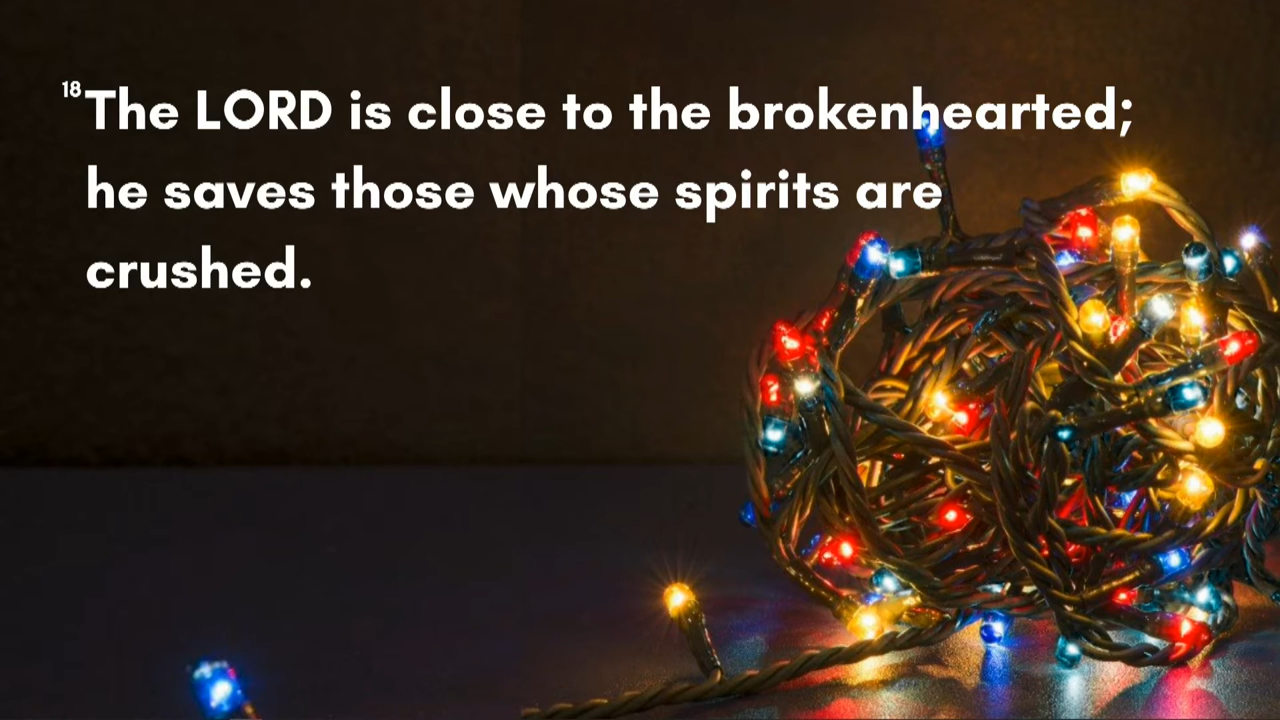 18The LORD is close to the brokenhearted;
he saves those whose spirits are
crushed.